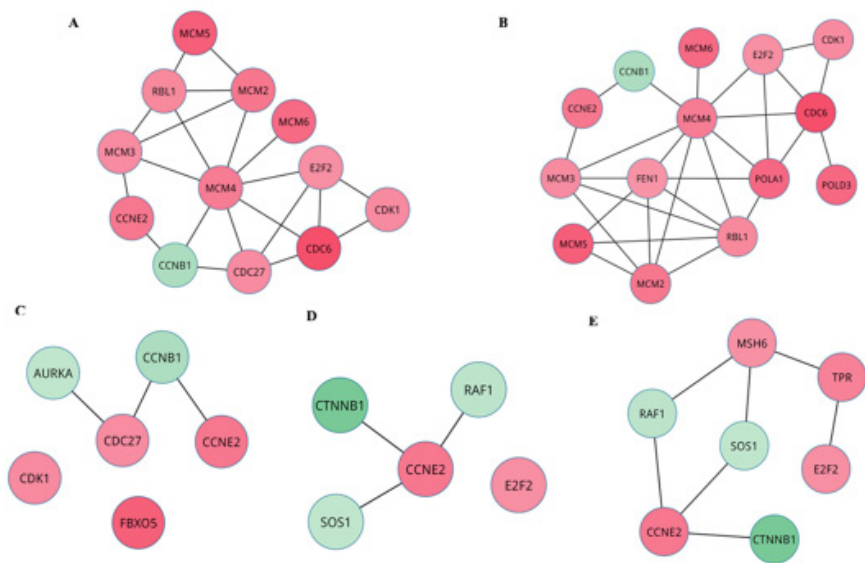 A
MCM5
RBL1
MCM2
MCM6
MCM3
MCM4
E2F2
CCNE2
CDK1
CCNB1
CDC27
CDC6
B
MCM6
CDK1
E2F2
CCNB1
CCNE2
MCM4
CDC6
MCM3
FEN1
POLA1
POLD3
MCM5
RBL1
MCM2
C
CCNB1
AURKA
CDC27
CCNE2
CDK1
FBXO5
D
RAF1
CTNNB1
CCNE2
E2F2
SOS1
E
MSH6
TPR
RAF1
SOS1
E2F2
CCNE2
CTNNB1